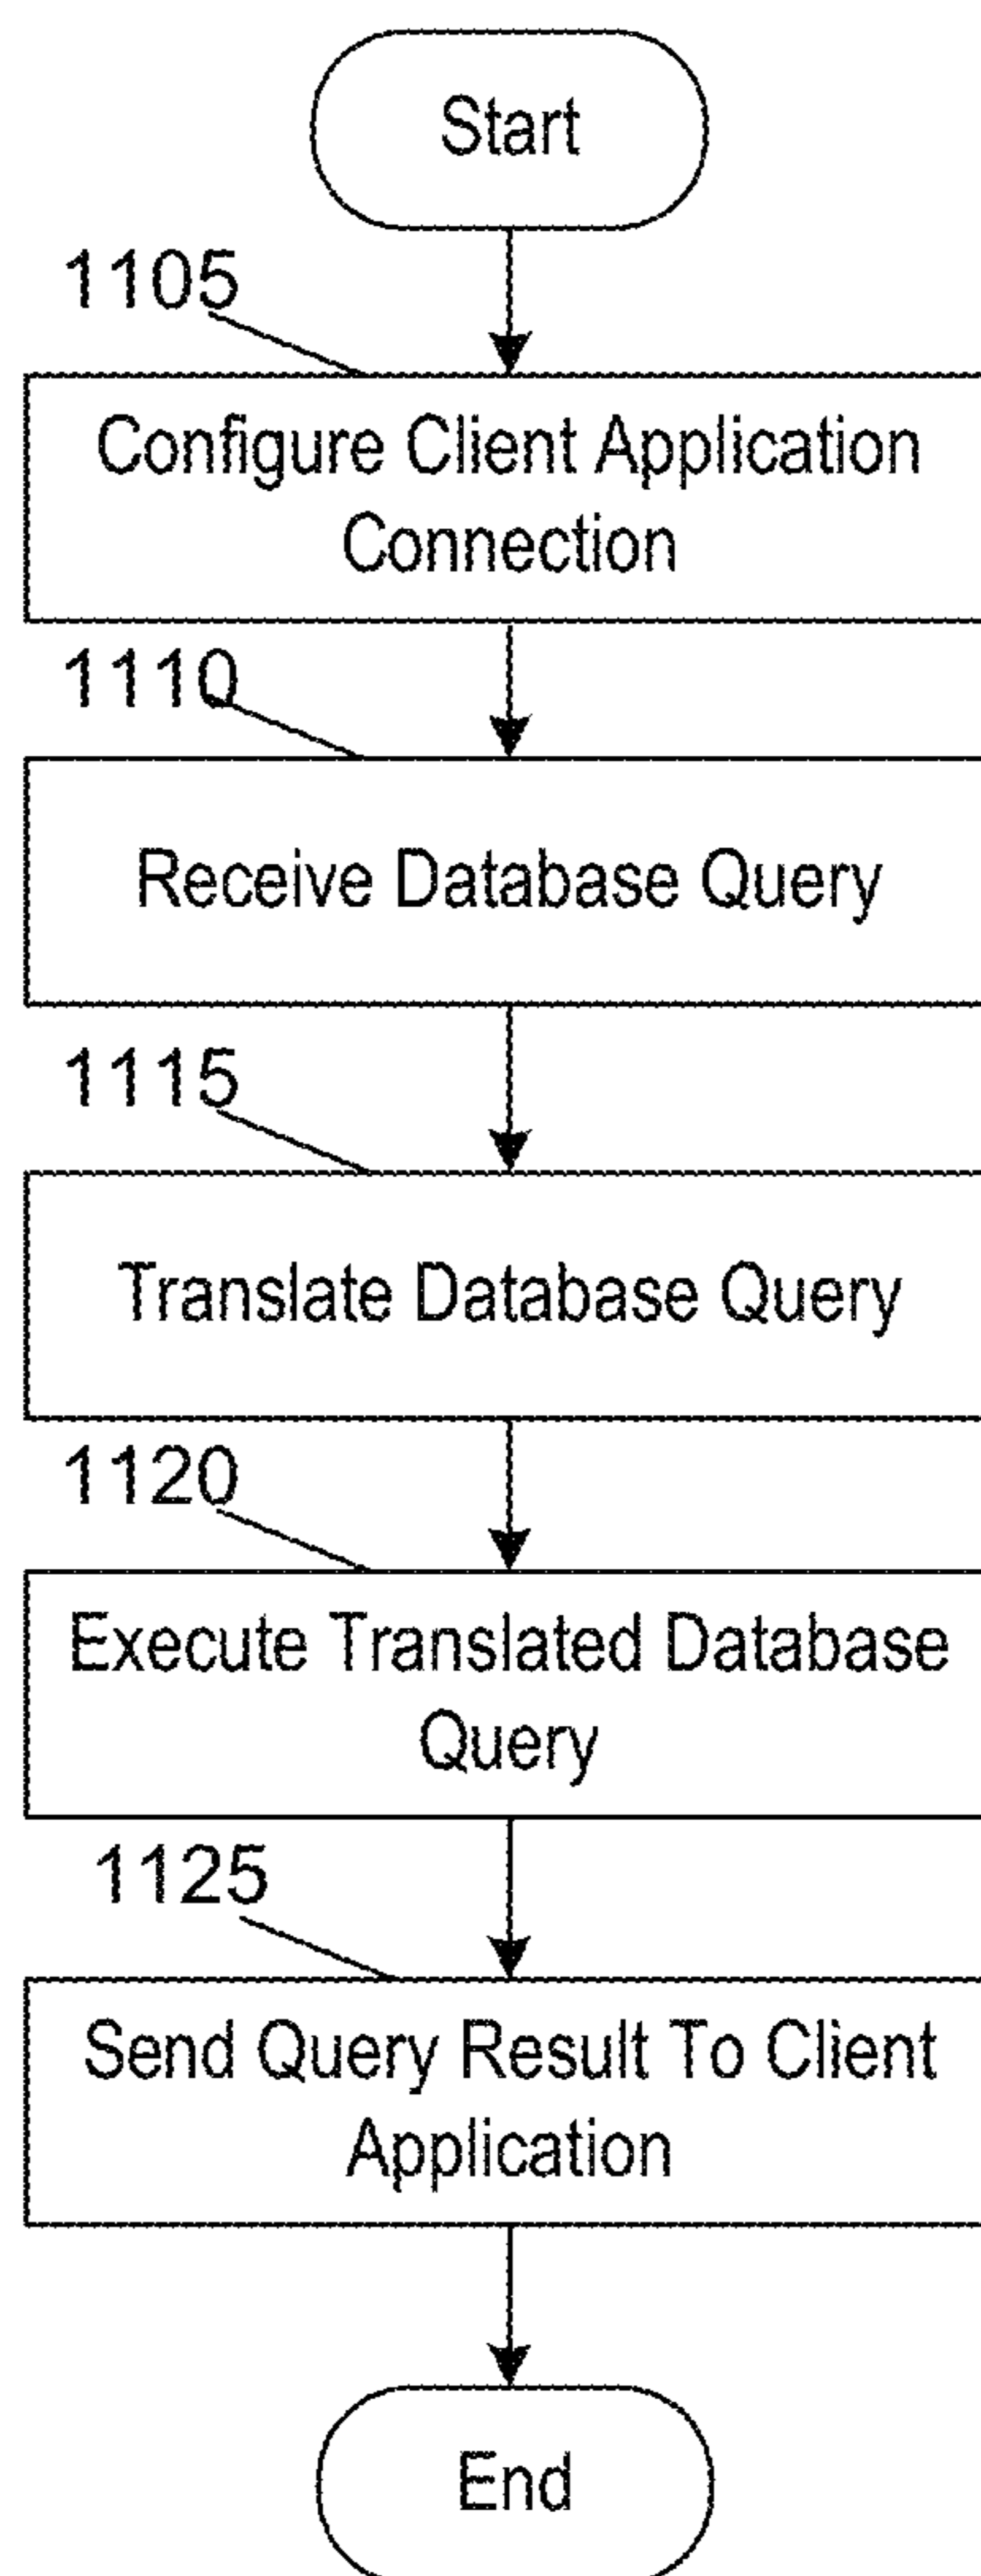 Start
1105
Configure Client Application
Connection
1110
Receive Database Query
1115
Translate Database Query
1120
Execute Translated Database
Query
1125
Send Query Result To Client
Application
End